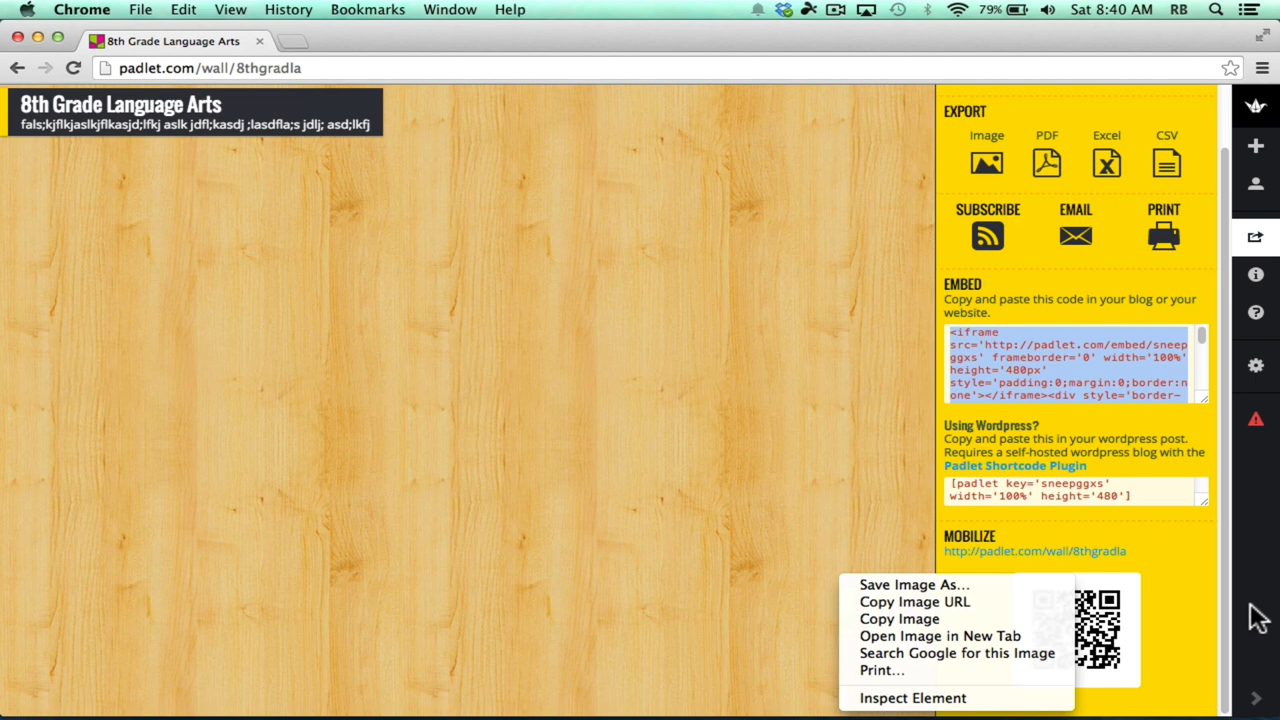 Chrome File Edit View History Bookmarks Window Help 79% Sat 8:40 AM RB
8th Grade Language Arts
padlet.com/wall/8thgradla
8th Grade Language Arts
fals;kjflkjaslkjflkasjd;lfkj aslk jdfl;kasdj ;lasdfla;s jdlj; asd;lkfj
EXPORT
Image PDF Excel CSV
SUBSCRIBE EMAIL PRINT
EMBED
Copy and paste this code in your blog or your
website.
<iframe
src='http://padlet.com/embed/sneep
ggxs' frameborder='0' width='100%'
height='480px'
style='padding:0;margin:0;border:n
one'></iframe><div style='border-
Using Wordpress?
Copy and paste this in your wordpress post.
Requires a self-hosted wordpress blog with the
Padlet Shortcode Plugin
[padlet key='sneepggxs'
width='100%' height='480']
MOBILIZE
http://padlet.com/wall/8thgradla
Save Image As...
Copy Image URL
Copy Image
Open Image in New Tab
Search Google for this Image
Print...
Inspect Element